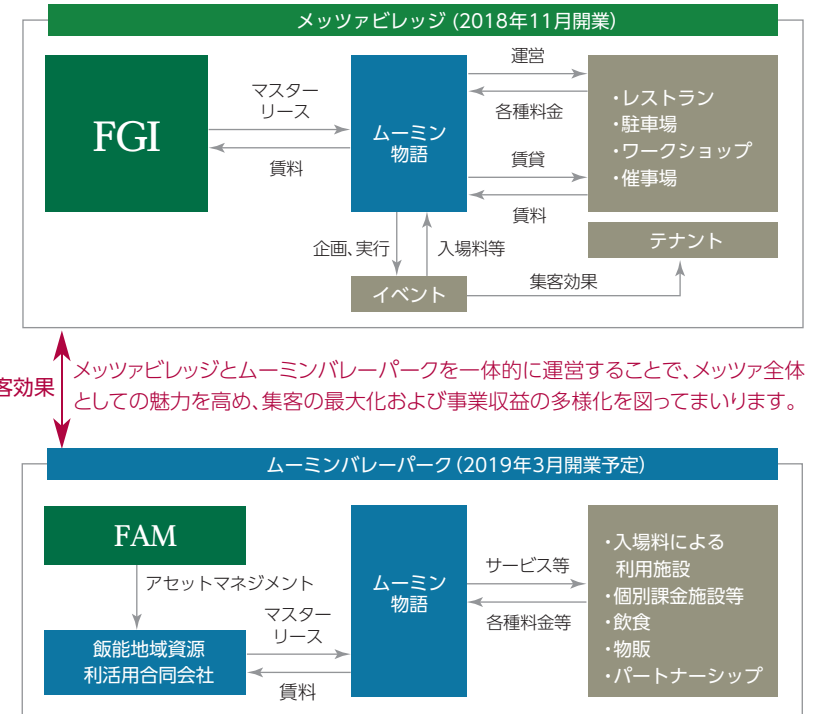 メッツァビレッジ (2018年11月開業)
FGI
マスター
リース
賃料
ムーミン
物語
運営
各種料金
賃貸
賃料
・レストラン
・駐車場
・ワークショップ
・催事場
企画、実行
入場料等
イベント
集客効果
テナント
客効果
メッツァビレッジとムーミンバレーパークを一体的に運営することで、メッツァ全体
としての魅力を高め、集客の最大化および事業収益の多様化を図ってまいります。
ムーミンバレーパーク (2019年3月開業予定)
FAM
アセットマネジメント
飯能地域資源
利活用合同会社
マスター
リース
賃料
ムーミン
物語
サービス等
各種料金等
・入場料による
利用施設
・個別課金施設等
・飲食
・物販
・パートナーシップ